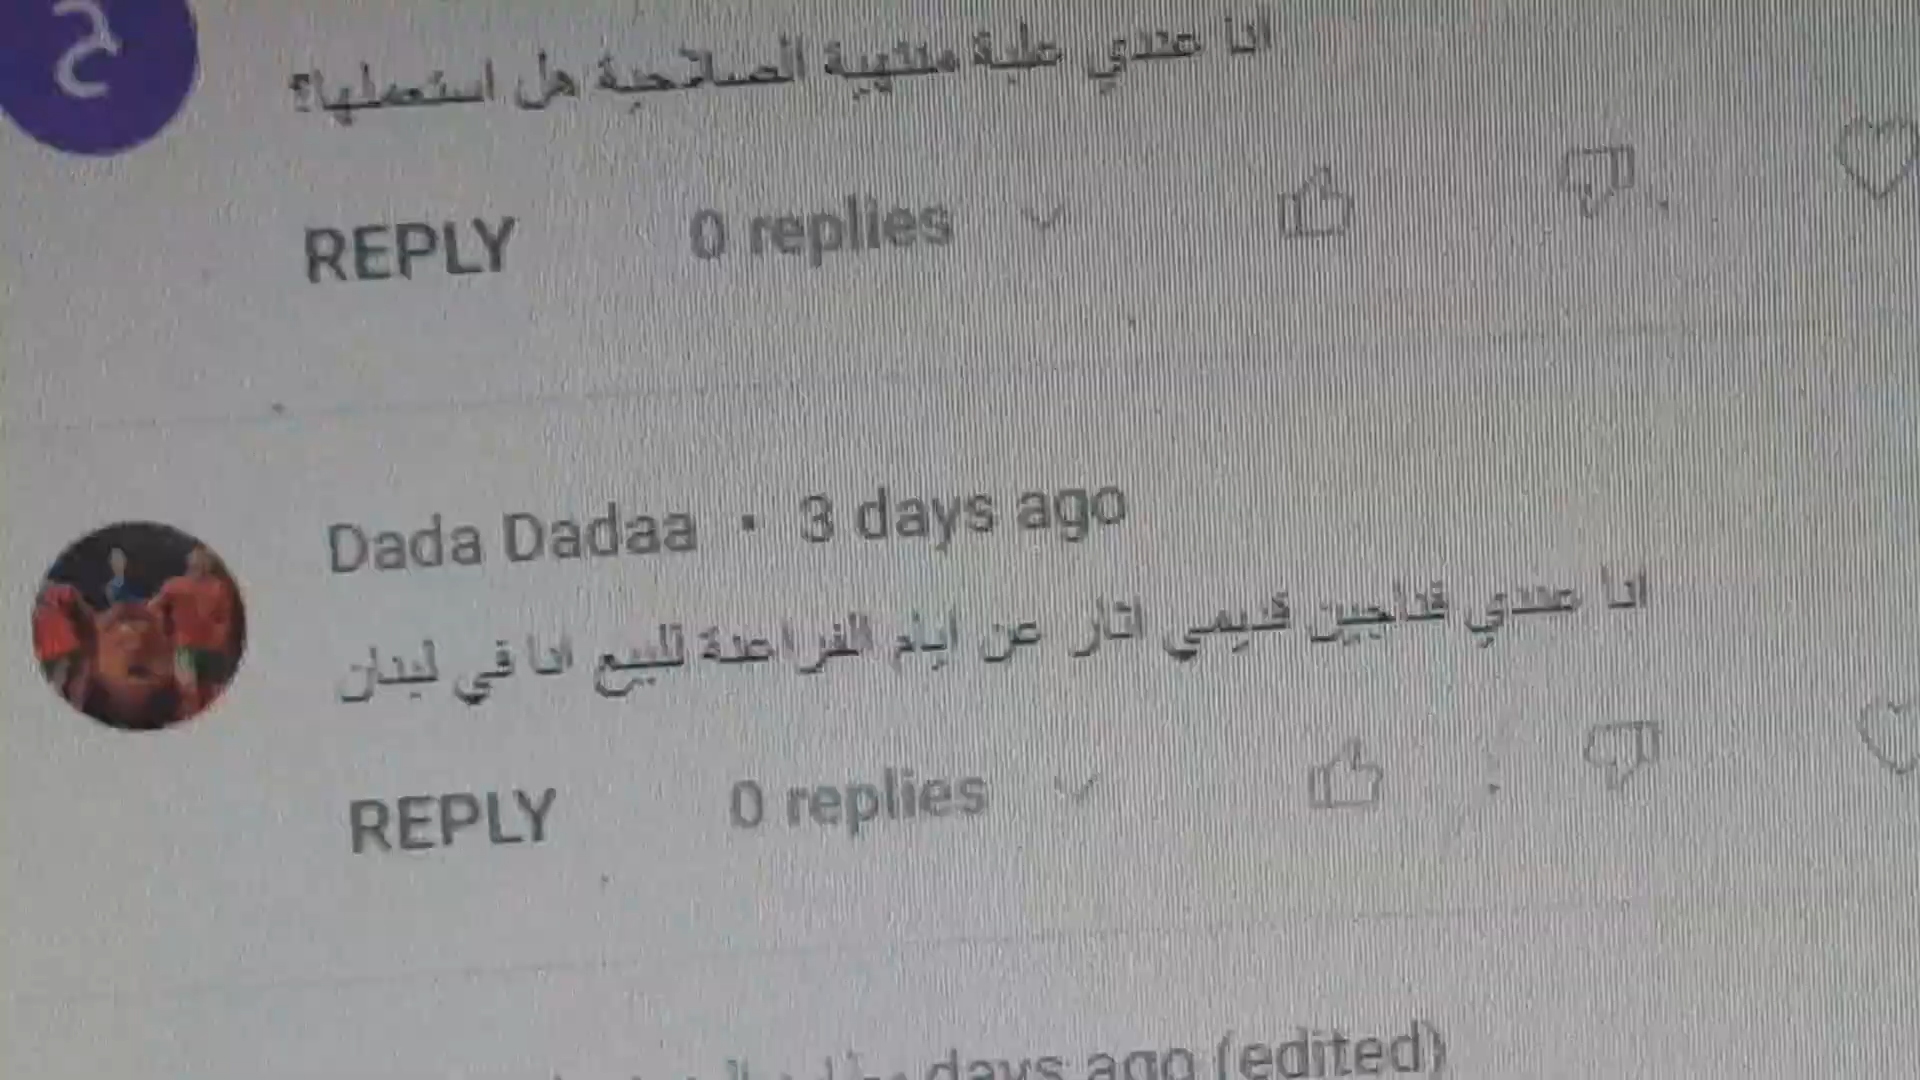 ح
انا عندي علبة منتهية الصلاحية هل استعملها؟
REPLY 0 replies
Dada Dadaa · 3 days ago
انا عندي فناجين قديمي اثار عن ايام الفراعنة للبيع انا في لبنان
REPLY 0 replies
days ago (edited)